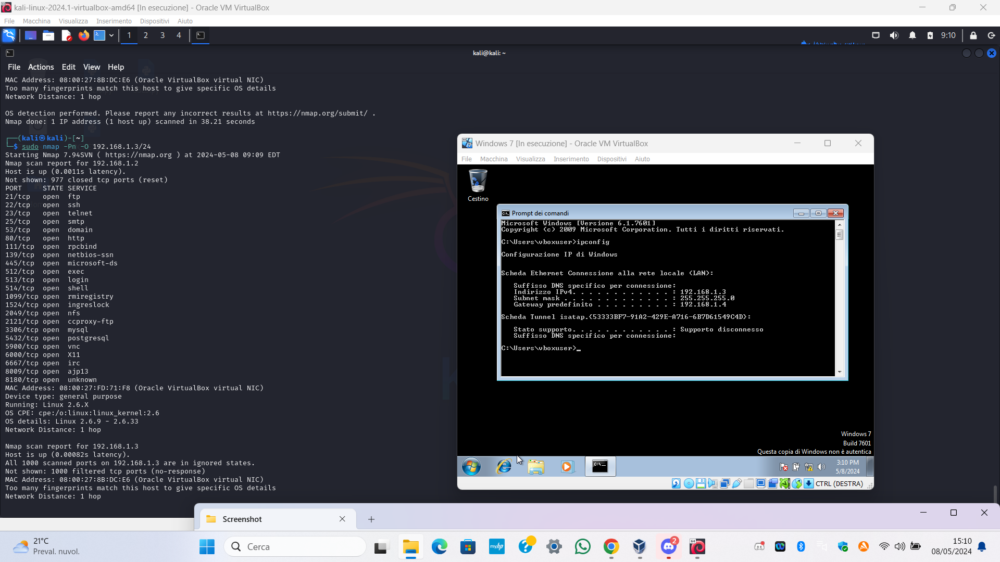 kali-linux-2024.1-virtualbox-amd64 [In esecuzione] - Oracle VM VirtualBox
File Macchina Visualizza Inserimento Dispositivi Aiuto
1 2 3 4 9:10
kali@kali: ~
File Actions Edit View Help
MAC Address: 08:00:27:8B:DC:E6 (Oracle VirtualBox virtual NIC)
Too many fingerprints match this host to give specific OS details
Network Distance: 1 hop
OS detection performed. Please report any incorrect results at https://nmap.org/submit/ .
Nmap done: 1 IP address (1 host up) scanned in 38.21 seconds
┌──(kali㉿kali)-[~]
└─$ sudo nmap -Pn -O 192.168.1.3/24
Starting Nmap 7.94SVN ( https://nmap.org ) at 2024-05-08 09:09 EDT
Nmap scan report for 192.168.1.2
Host is up (0.0011s latency).
Not shown: 977 closed tcp ports (reset)
PORT STATE SERVICE
21/tcp open ftp
22/tcp open ssh
23/tcp open telnet
25/tcp open smtp
53/tcp open domain
80/tcp open http
111/tcp open rpcbind
139/tcp open netbios-ssn
445/tcp open microsoft-ds
512/tcp open exec
513/tcp open login
514/tcp open shell
1099/tcp open rmiregistry
1524/tcp open ingreslock
2049/tcp open nfs
2121/tcp open ccproxy-ftp
3306/tcp open mysql
5432/tcp open postgresql
5900/tcp open vnc
6000/tcp open X11
6667/tcp open irc
8009/tcp open ajp13
8180/tcp open unknown
MAC Address: 08:00:27:FD:71:F8 (Oracle VirtualBox virtual NIC)
Device type: general purpose
Running: Linux 2.6.X
OS CPE: cpe:/o:linux:linux_kernel:2.6
OS details: Linux 2.6.9 - 2.6.33
Network Distance: 1 hop
Nmap scan report for 192.168.1.3
Host is up (0.00082s latency).
All 1000 scanned ports on 192.168.1.3 are in ignored states.
Not shown: 1000 filtered tcp ports (no-response)
MAC Address: 08:00:27:8B:DC:E6 (Oracle VirtualBox virtual NIC)
Too many fingerprints match this host to give specific OS details
Network Distance: 1 hop
Windows 7 [In esecuzione] - Oracle VM VirtualBox
File Macchina Visualizza Inserimento Dispositivi Aiuto
Cestino
Prompt dei comandi
Microsoft Windows [Versione 6.1.7601]
Copyright (c) 2009 Microsoft Corporation. Tutti i diritti riservati.
C:\Users\vboxuser>ipconfig
Configurazione IP di Windows
Scheda Ethernet Connessione alla rete locale (LAN):
Suffisso DNS specifico per connessione:
Indirizzo IPv4. . . . . . . . . . . . : 192.168.1.3
Subnet mask . . . . . . . . . . . . . : 255.255.255.0
Gateway predefinito . . . . . . . . . : 192.168.1.4
Scheda Tunnel isatap.{53333BF7-91A2-429E-A716-6B7D61549C4D}:
Stato supporto. . . . . . . . . . . . : Supporto disconnesso
Suffisso DNS specifico per connessione:
C:\Users\vboxuser>_
Windows 7
Build 7601
Questa copia di Windows non è autentica
3:10 PM
5/8/2024
CTRL (DESTRA)
Screenshot
21°C
Preval. nuvol.
Cerca
myhp
2
64
15:10
08/05/2024